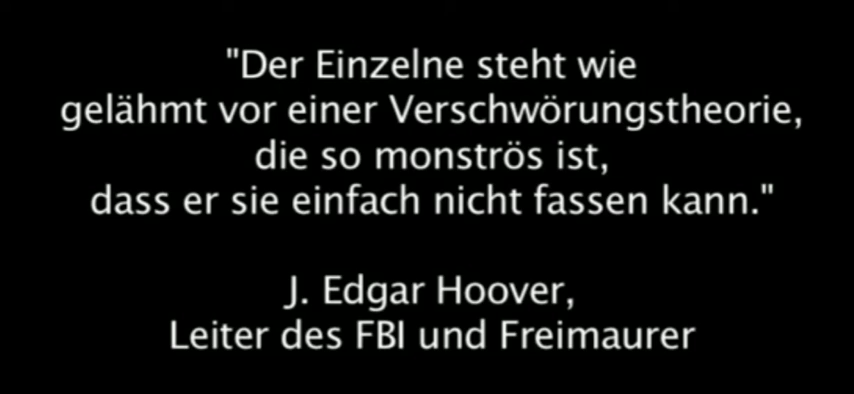 "Der Einzelne steht wie
gelähmt vor einer Verschwörungstheorie,
die so monströs ist,
dass er sie einfach nicht fassen kann."
J. Edgar Hoover,
Leiter des FBI und Freimaurer